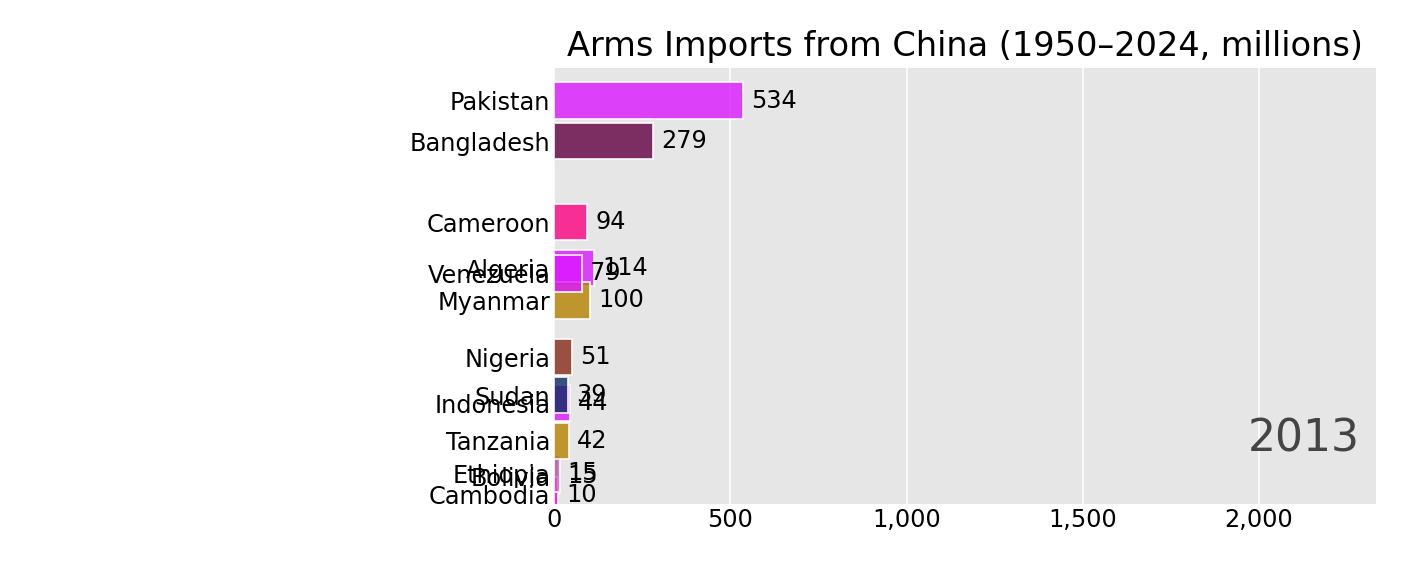 Arms Imports from China (1950–2024, millions)
Pakistan 534
Bangladesh 279
Cameroon 94
Algeria 114
Venezuela 79
Myanmar 100
Nigeria 51
Sudan 39
Indonesia 44
2013
Tanzania 42
Ethiopia 15
Bolivia 15
Cambodia 10
0 500 1,000 1,500 2,000